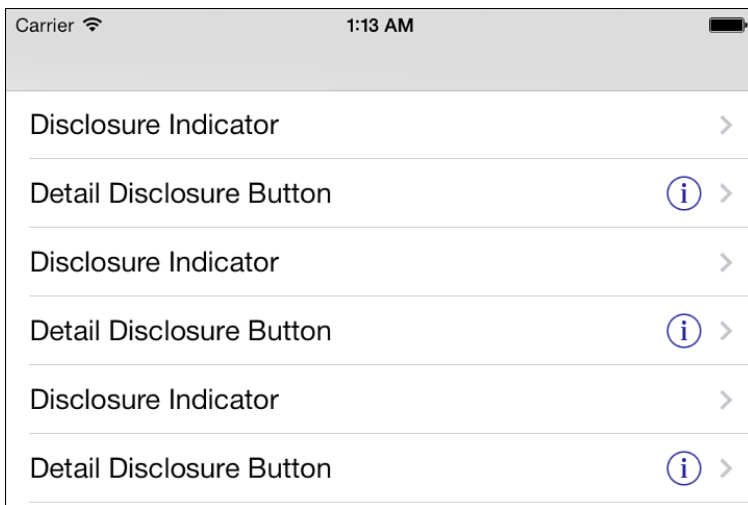 Carrier 1:13 AM
Disclosure Indicator
Detail Disclosure Button i
Disclosure Indicator
Detail Disclosure Button i
Disclosure Indicator
Detail Disclosure Button i